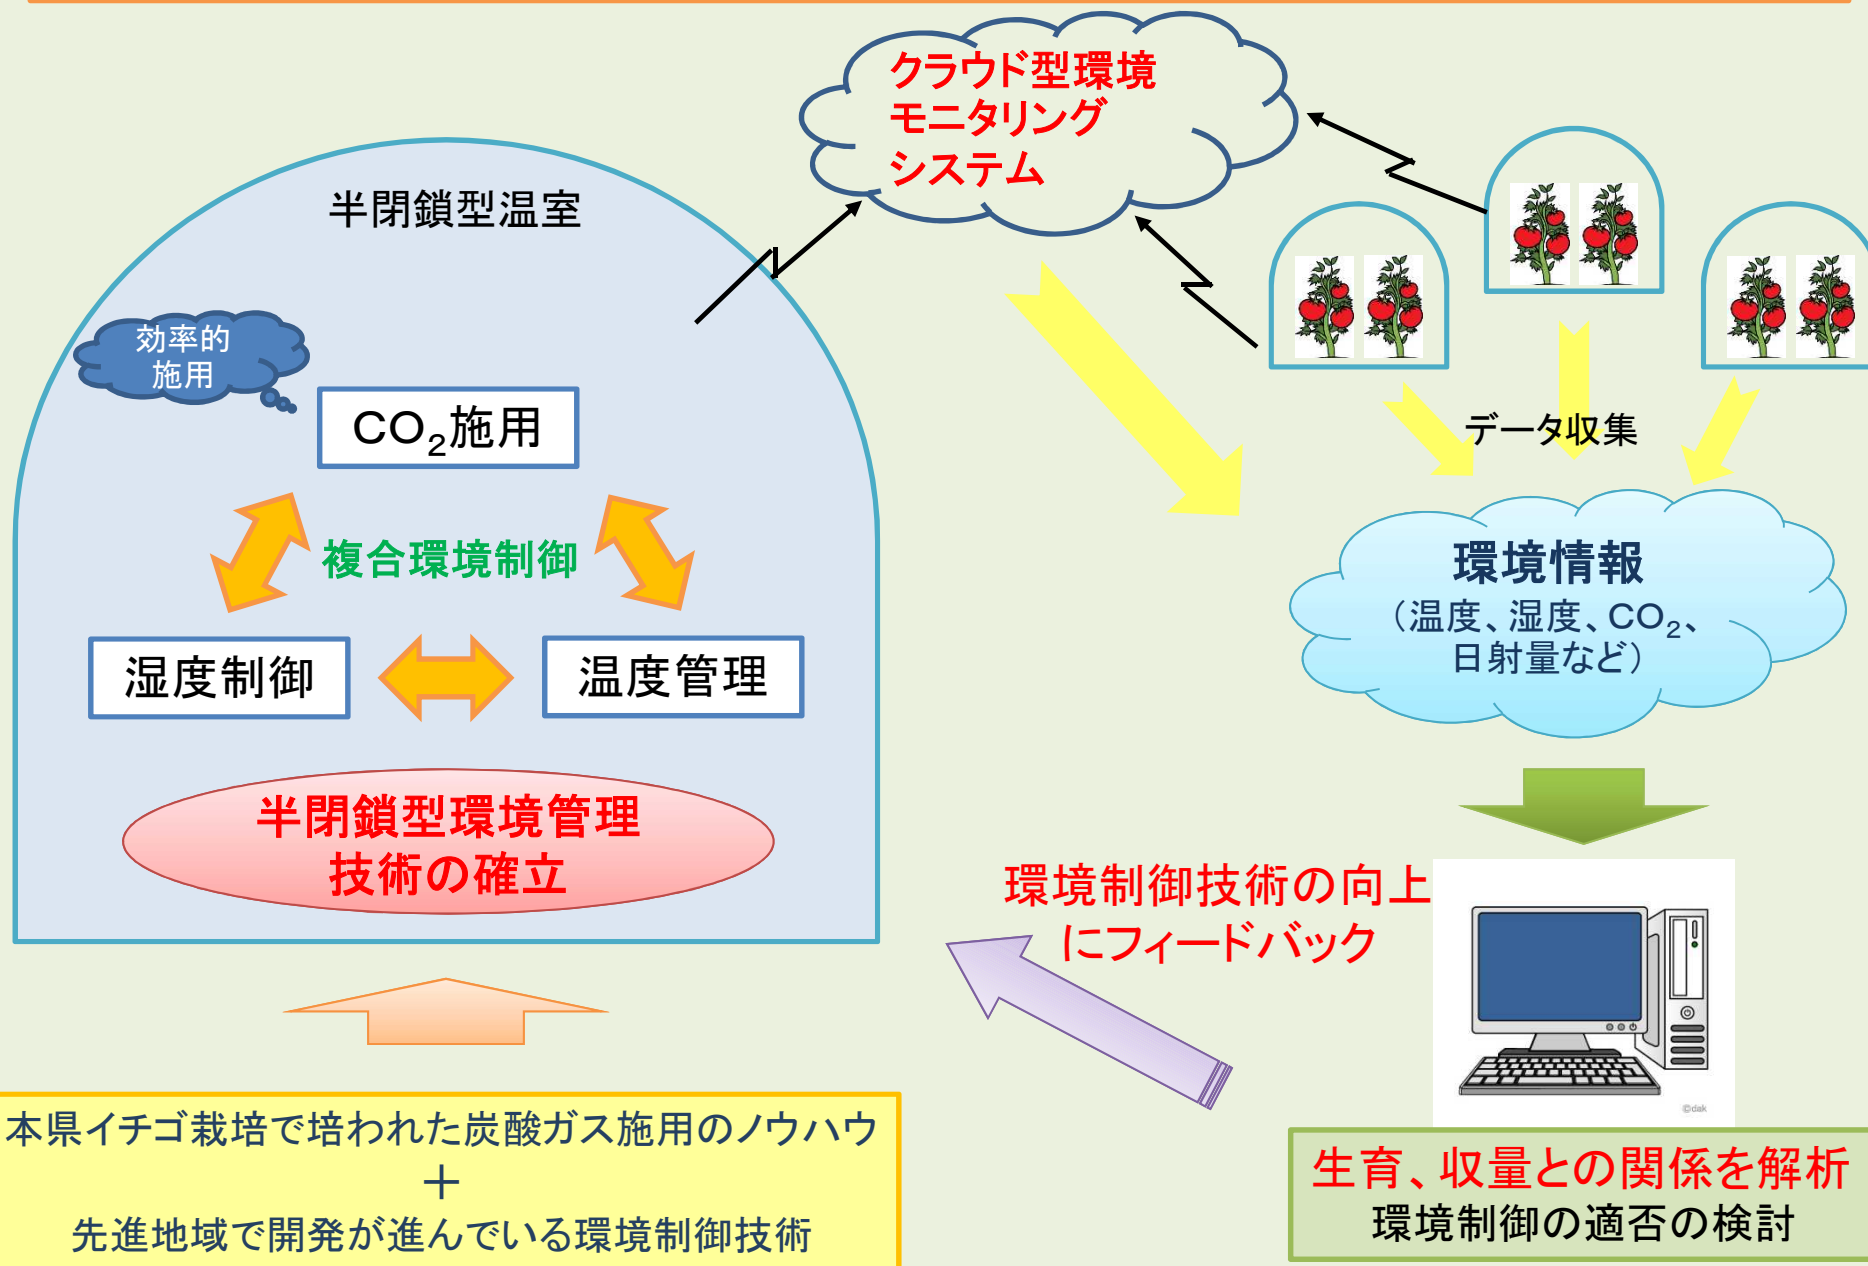 クラウド型環境
モニタリング
システム
半閉鎖型温室
効率的
施用
CO₂施用
複合環境制御
湿度制御
温度管理
半閉鎖型環境管理
技術の確立
データ収集
環境情報
（温度、湿度、CO₂、
日射量など）
環境制御技術の向上
にフィードバック
©dak
本県イチゴ栽培で培われた炭酸ガス施用のノウハウ
＋
先進地域で開発が進んでいる環境制御技術
生育、収量との関係を解析
環境制御の適否の検討